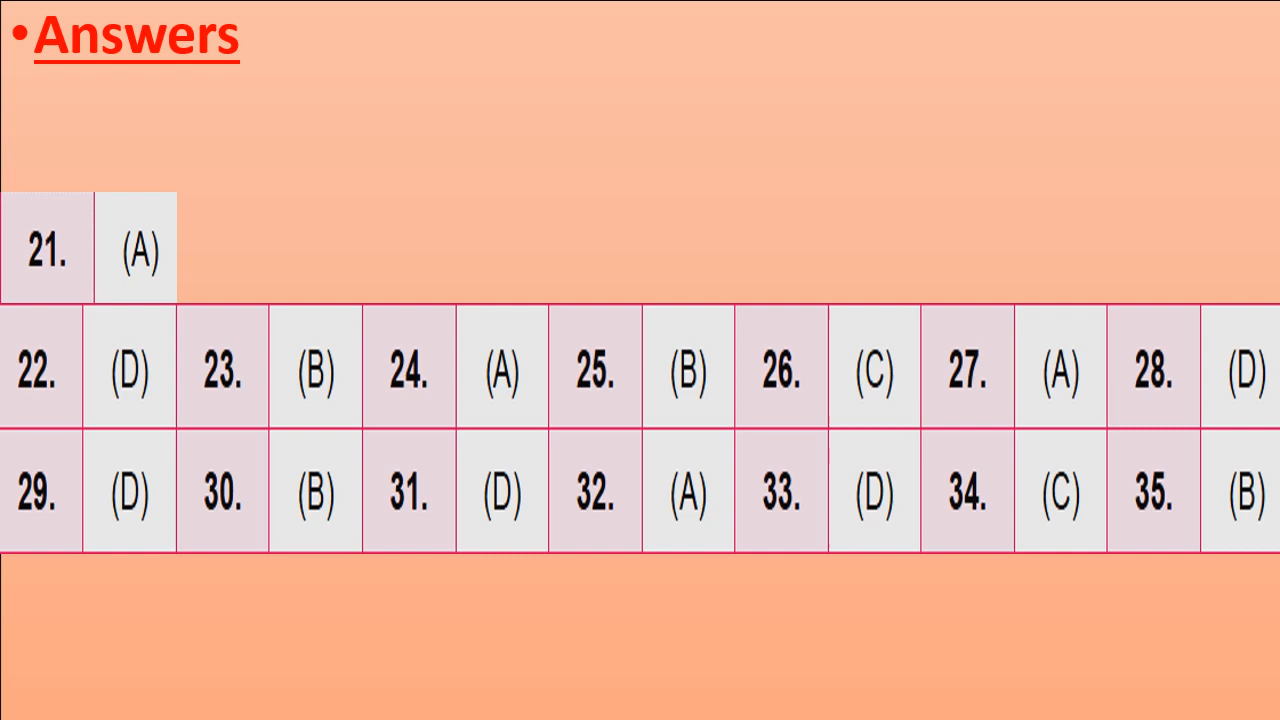 •Answers
21. (A)
22. (D) 23. (B) 24. (A) 25. (B) 26. (C) 27. (A) 28. (D)
29. (D) 30. (B) 31. (D) 32. (A) 33. (D) 34. (C) 35. (B)